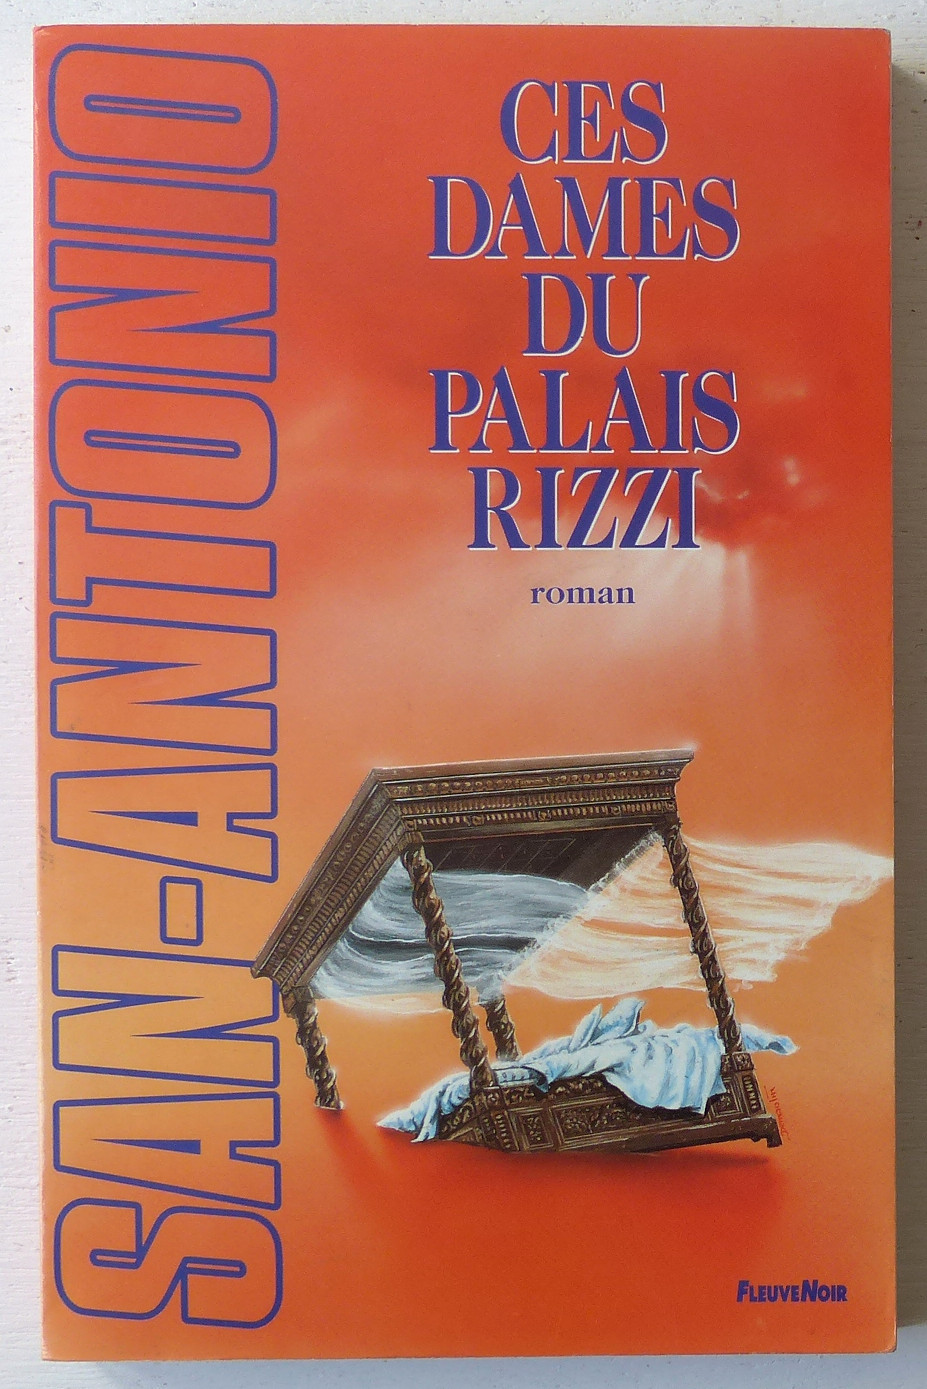 SAN-ANTONIO
CES
DAMES
DU
PALAIS
RIZZI
roman
FLEUVE NOIR